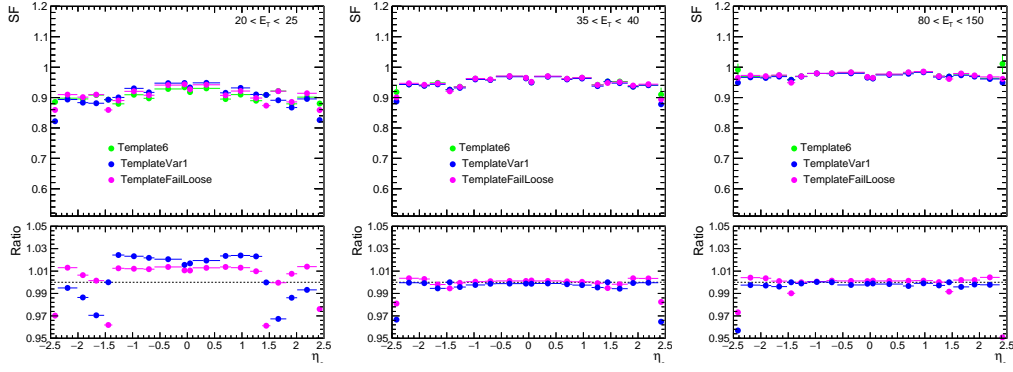 SF
1.2
1.1
1
0.9
0.8
0.7
0.6
20 < E_T < 25
Template6
TemplateVar1
TemplateFailLoose
Ratio
1.05
1.03
1.01
0.99
0.97
0.95
−2.5 −2 −1.5 −1 −0.5 0 0.5 1 1.5 2 2.5
η
SF
1.2
1.1
1
0.9
0.8
0.7
0.6
35 < E_T < 40
Template6
TemplateVar1
TemplateFailLoose
Ratio
1.05
1.03
1.01
0.99
0.97
0.95
−2.5 −2 −1.5 −1 −0.5 0 0.5 1 1.5 2 2.5
η
SF
1.2
1.1
1
0.9
0.8
0.7
0.6
80 < E_T < 150
Template6
TemplateVar1
TemplateFailLoose
Ratio
1.05
1.03
1.01
0.99
0.97
0.95
−2.5 −2 −1.5 −1 −0.5 0 0.5 1 1.5 2 2.5
η